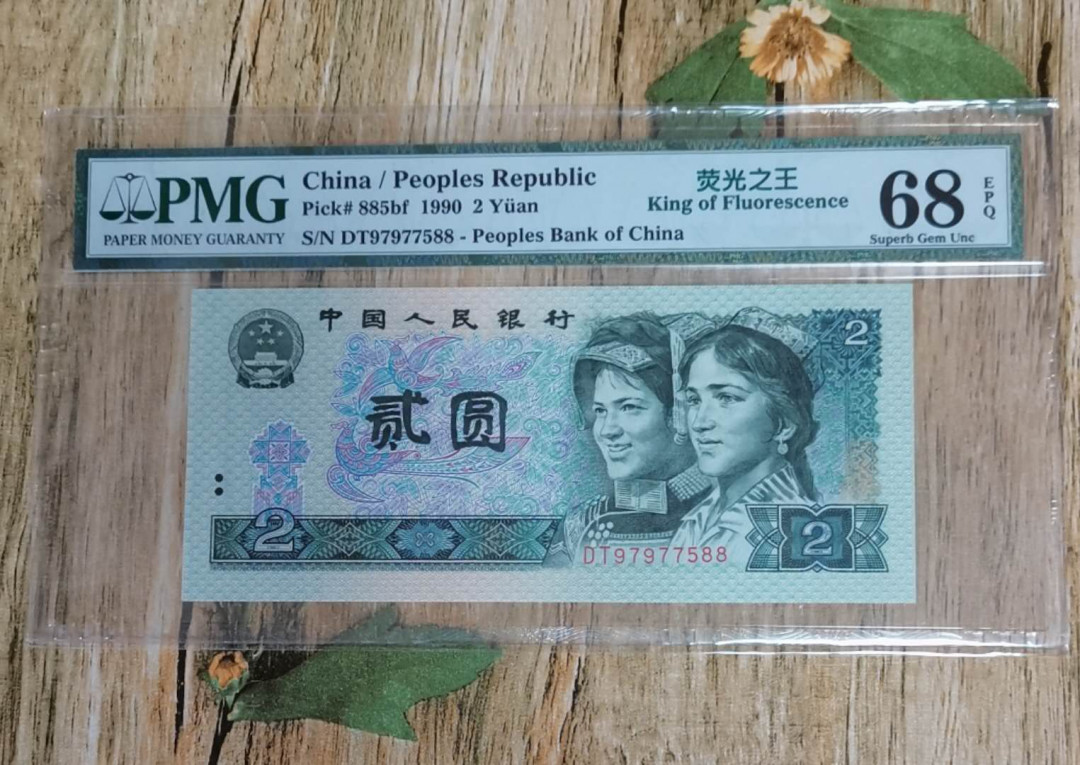 PMG
PAPER MONEY GUARANTY
China / Peoples Republic
Pick# 885bf 1990 2 Yüan
S/N DT97977588 - Peoples Bank of China
荧光之王
King of Fluorescence
68
EPQ
Superb Gem Unc
中国人民银行
2
贰圆
2
DT97977588
2